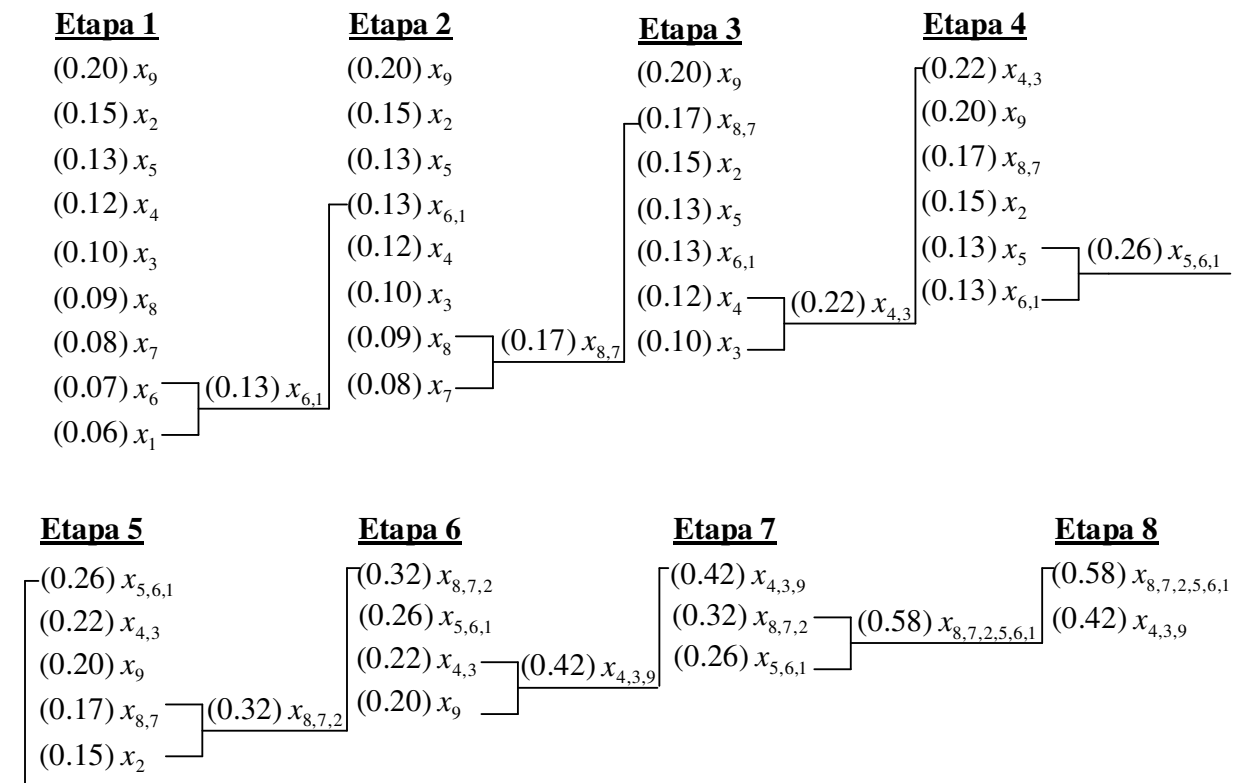 Etapa 1
(0.20) x₉
(0.15) x₂
(0.13) x₅
(0.12) x₄
(0.10) x₃
(0.09) x₈
(0.08) x₇
(0.07) x₆
(0.06) x₁
(0.13) x₆,₁
Etapa 2
(0.20) x₉
(0.15) x₂
(0.13) x₅
(0.13) x₆,₁
(0.12) x₄
(0.10) x₃
(0.09) x₈
(0.08) x₇
(0.17) x₈,₇
Etapa 3
(0.20) x₉
(0.17) x₈,₇
(0.15) x₂
(0.13) x₅
(0.13) x₆,₁
(0.12) x₄
(0.10) x₃
(0.22) x₄,₃
Etapa 4
(0.22) x₄,₃
(0.20) x₉
(0.17) x₈,₇
(0.15) x₂
(0.13) x₅
(0.13) x₆,₁
(0.26) x₅,₆,₁
Etapa 5
(0.26) x₅,₆,₁
(0.22) x₄,₃
(0.20) x₉
(0.17) x₈,₇
(0.15) x₂
(0.32) x₈,₇,₂
Etapa 6
(0.32) x₈,₇,₂
(0.26) x₅,₆,₁
(0.22) x₄,₃
(0.20) x₉
(0.42) x₄,₃,₉
Etapa 7
(0.42) x₄,₃,₉
(0.32) x₈,₇,₂
(0.26) x₅,₆,₁
(0.58) x₈,₇,₂,₅,₆,₁
Etapa 8
(0.58) x₈,₇,₂,₅,₆,₁
(0.42) x₄,₃,₉